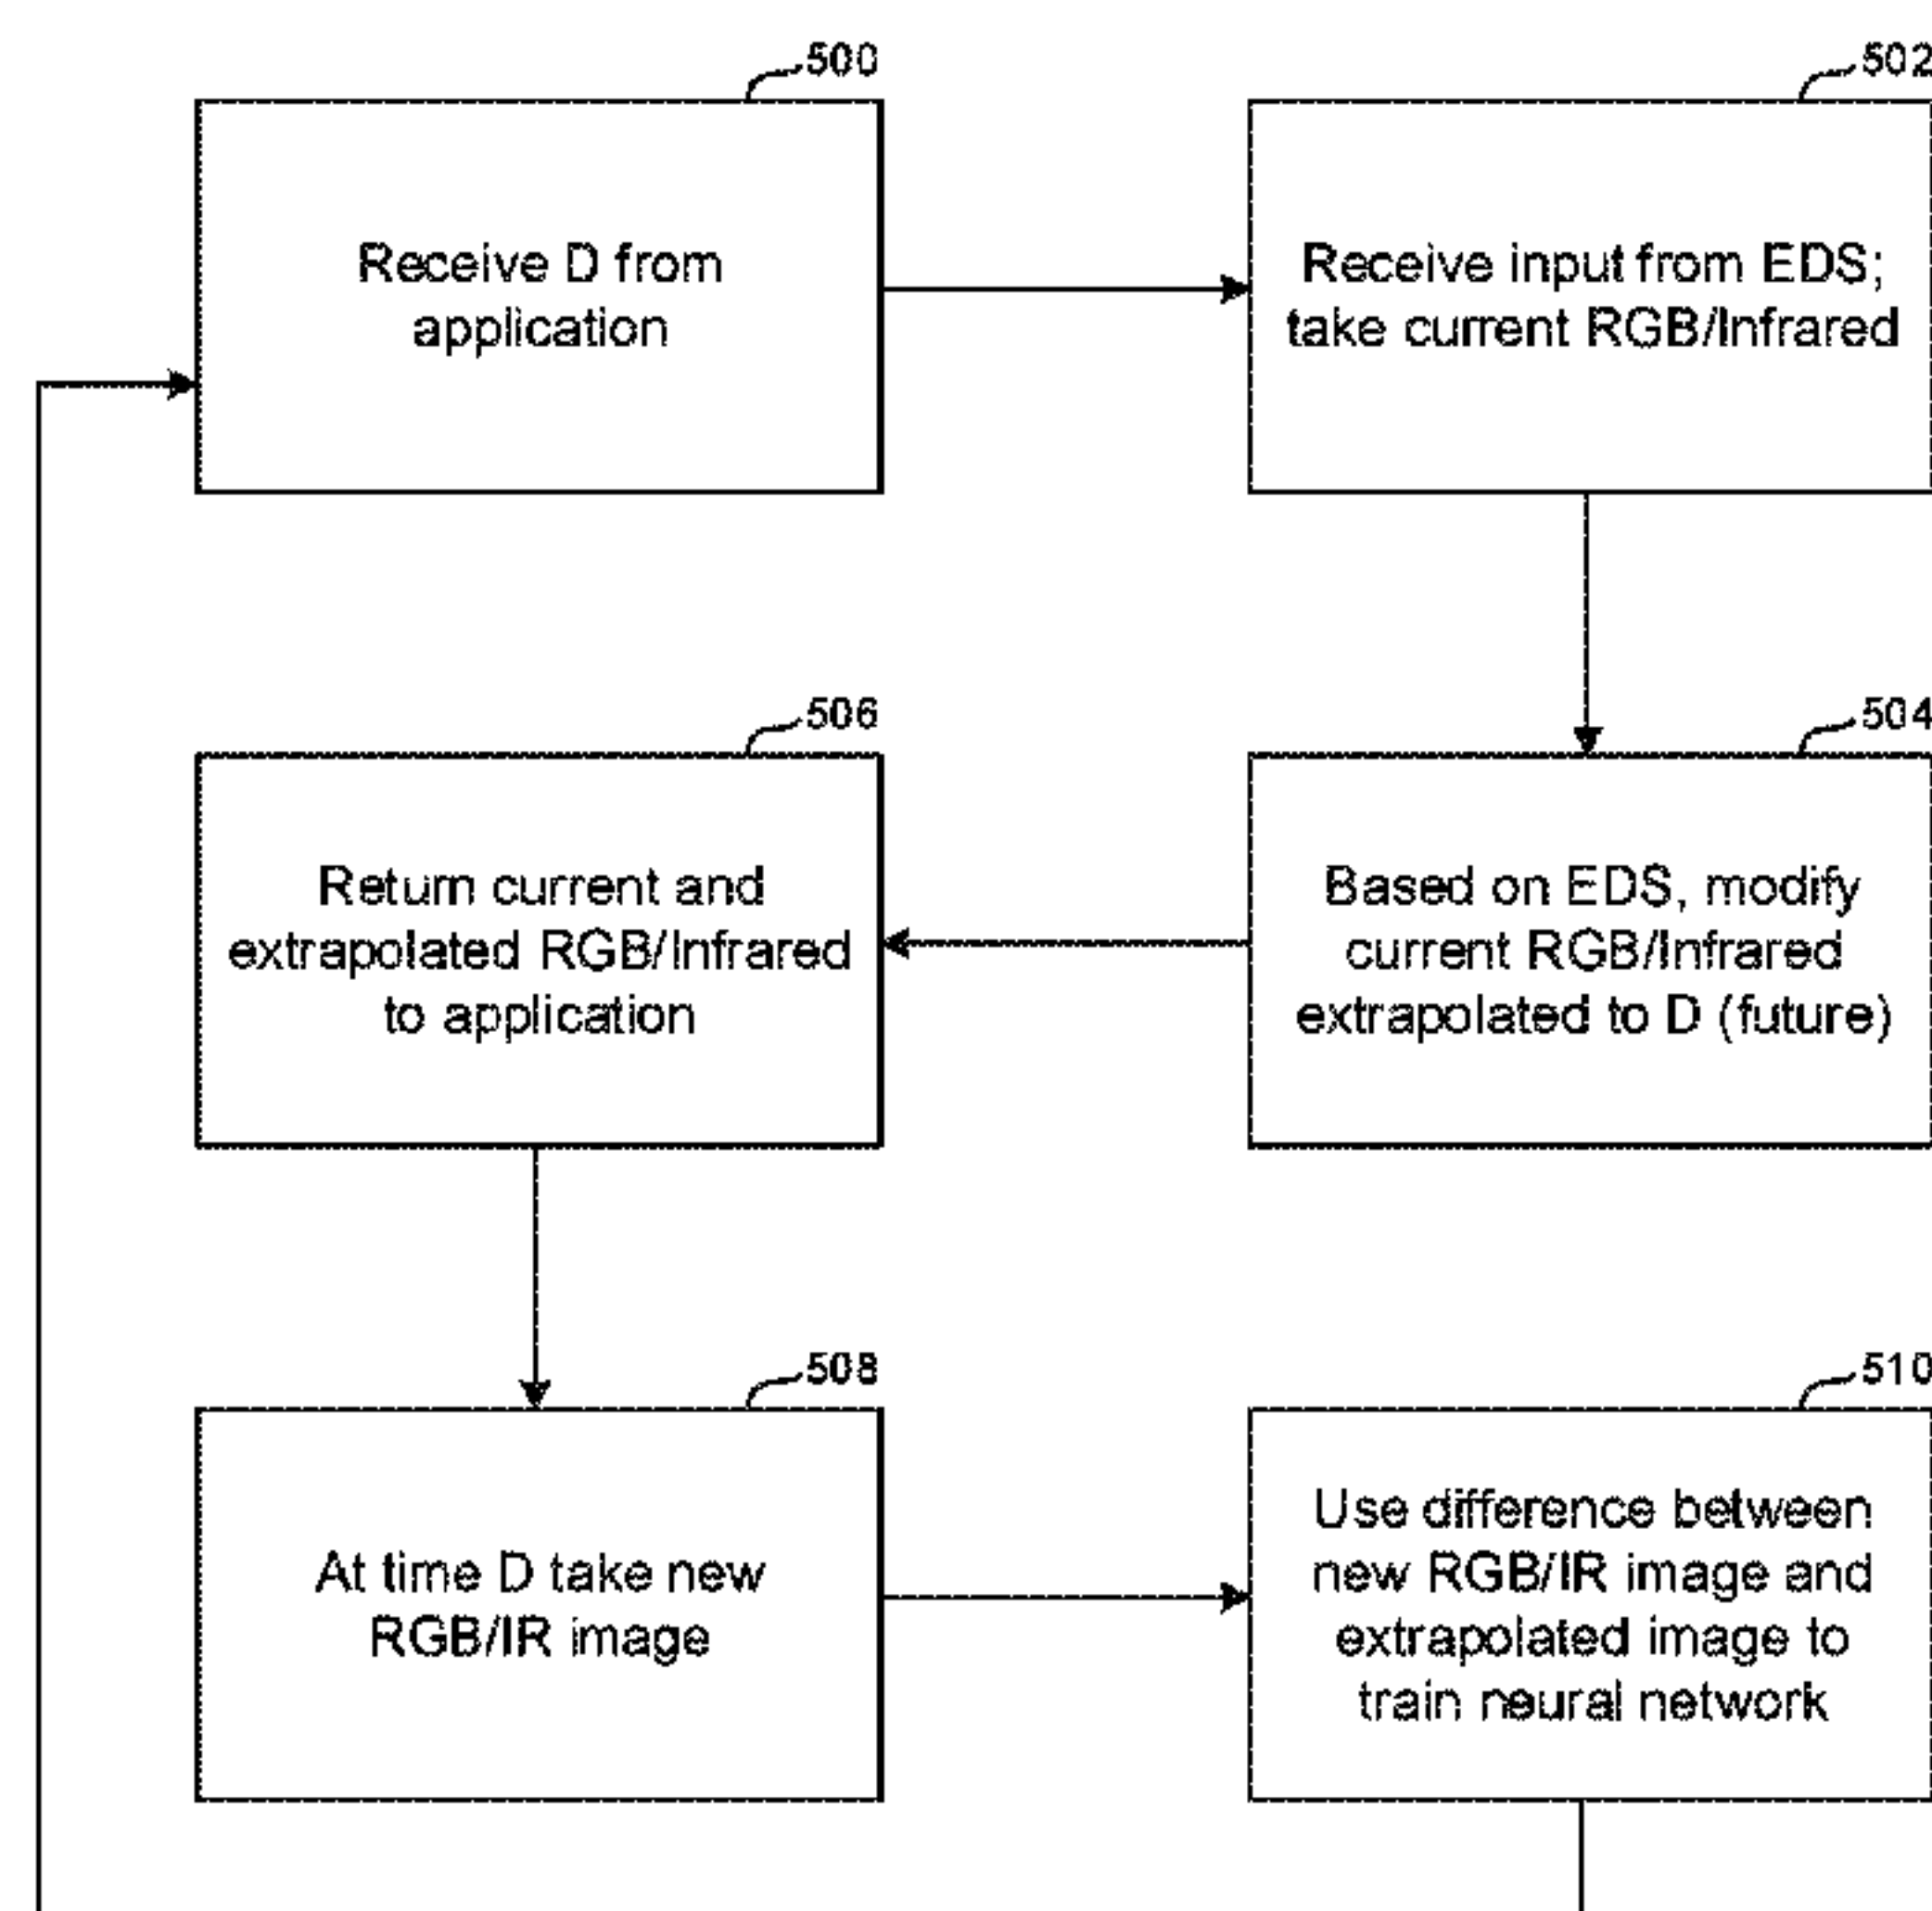 500
Receive D from
application
502
Receive input from EDS;
take current RGB/Infrared
504
Based on EDS, modify
current RGB/Infrared
extrapolated to D (future)
506
Return current and
extrapolated RGB/Infrared
to application
508
At time D take new
RGB/IR image
510
Use difference between
new RGB/IR image and
extrapolated image to
train neural network